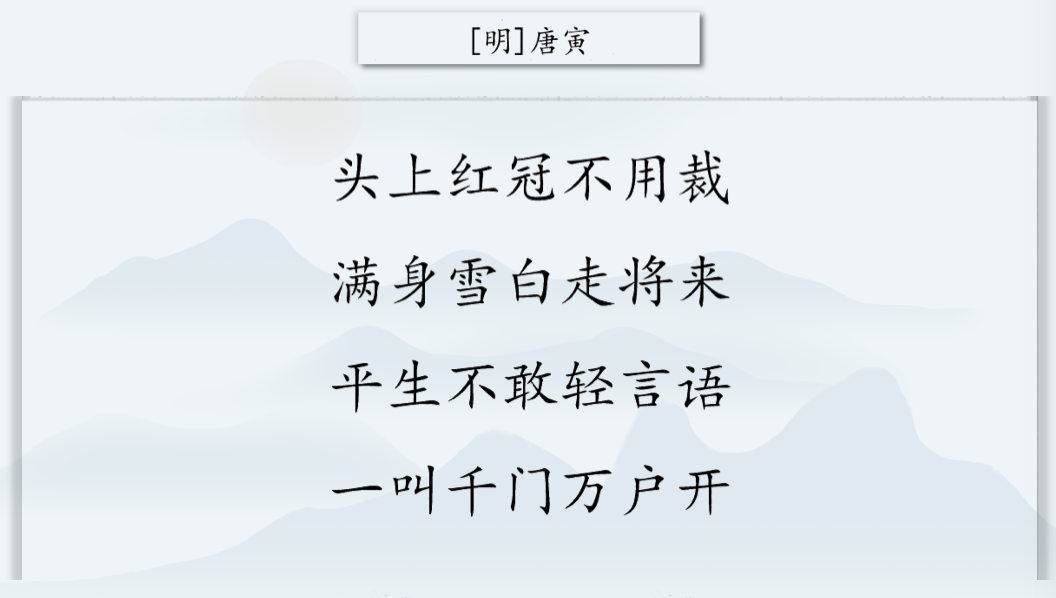 [明]唐寅
头上红冠不用裁
满身雪白走将来
平生不敢轻言语
一叫千门万户开